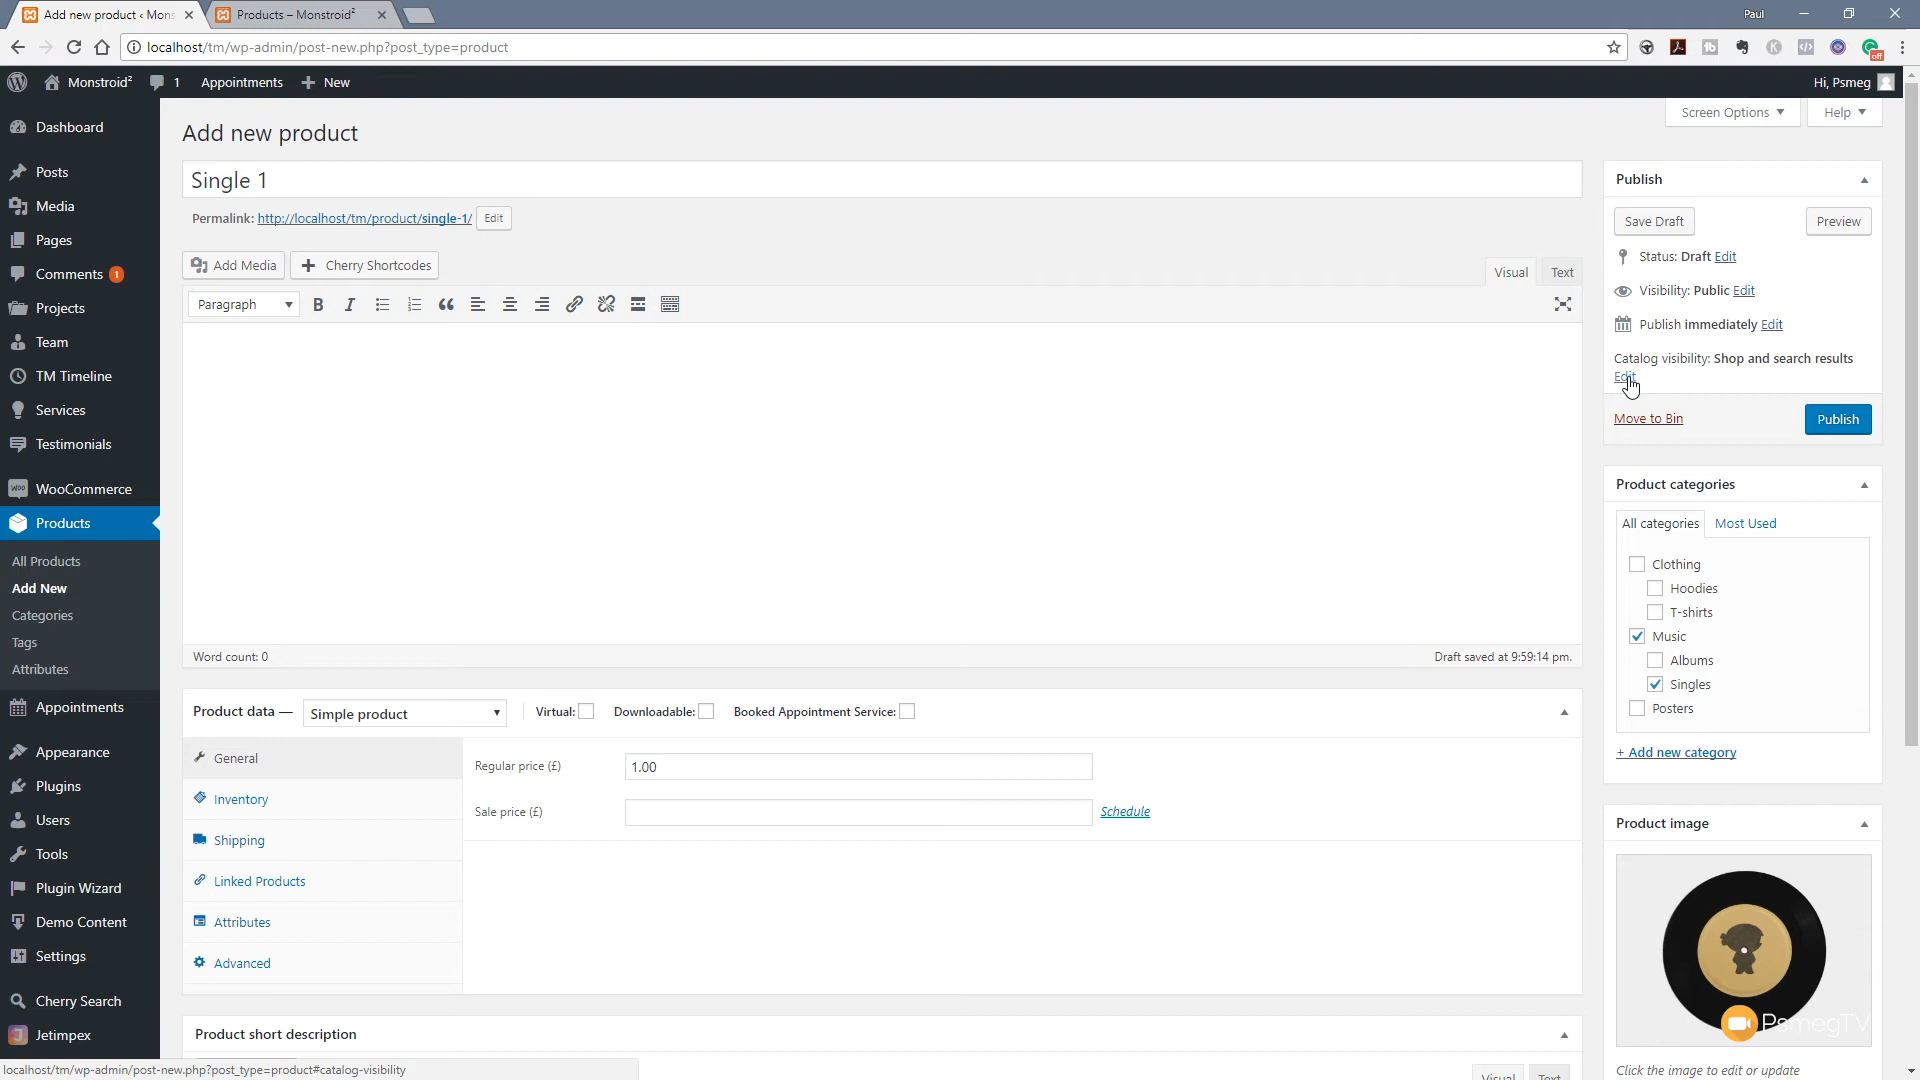 Add new product ‹ Mons
Products – Monstroid²
Paul
localhost/tm/wp-admin/post-new.php?post_type=product
off
Monstroid²
1
Appointments
New
Hi, Psmeg
Screen Options
Help
Dashboard
Posts
Media
Pages
Comments 1
Projects
Team
TM Timeline
Services
Testimonials
WooCommerce
Products
All Products
Add New
Categories
Tags
Attributes
Appointments
Appearance
Plugins
Users
Tools
Plugin Wizard
Demo Content
Settings
Cherry Search
Jetimpex
Add new product
Single 1
Permalink: http://localhost/tm/product/single-1/ Edit
Add Media
Cherry Shortcodes
Visual
Text
Paragraph
Word count: 0
Draft saved at 9:59:14 pm.
Product data — Simple product
Virtual:
Downloadable:
Booked Appointment Service:
General
Inventory
Shipping
Linked Products
Attributes
Advanced
Regular price (£)
1.00
Sale price (£)
Schedule
Product short description
Visual
Text
Publish
Save Draft
Preview
Status: Draft Edit
Visibility: Public Edit
Publish immediately Edit
Catalog visibility: Shop and search results
Edit
Move to Bin
Publish
Product categories
All categories
Most Used
Clothing
Hoodies
T-shirts
Music
Albums
Singles
Posters
+ Add new category
Product image
PsmegTV
Click the image to edit or update
localhost/tm/wp-admin/post-new.php?post_type=product#catalog-visibility